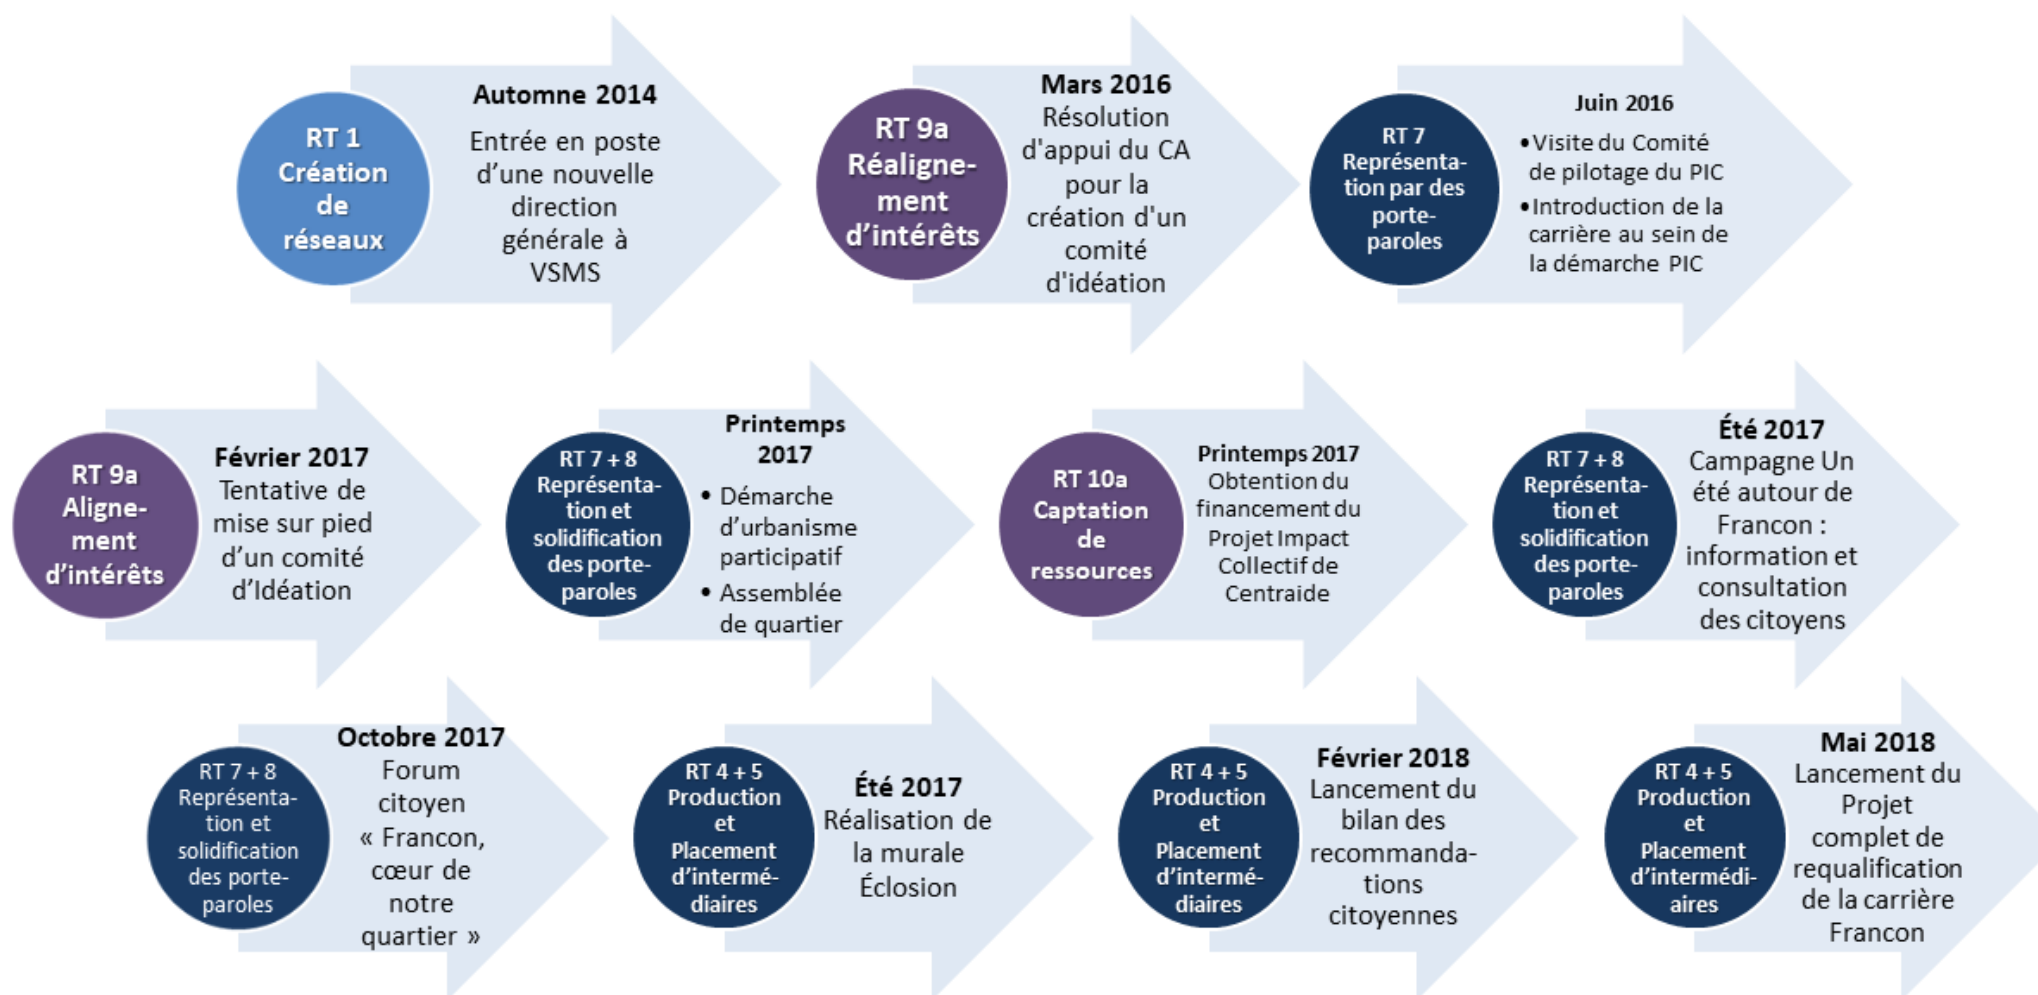 RT 1
Création
de
réseaux
Automne 2014
Entrée en poste
d’une nouvelle
direction
générale à
VSMS
RT 9a
Réaligne-
ment
d’intérêts
Mars 2016
Résolution
d'appui du CA
pour la
création d'un
comité
d'idéation
RT 7
Représenta-
tion par des
porte-
paroles
Juin 2016
•Visite du Comité
de pilotage du PIC
•Introduction de la
carrière au sein de
la démarche PIC
RT 9a
Aligne-
ment
d’intérêts
Février 2017
Tentative de
mise sur pied
d’un comité
d’Idéation
RT 7 + 8
Représenta-
tion et
solidification
des porte-
paroles
Printemps
2017
• Démarche
d’urbanisme
participatif
• Assemblée
de quartier
RT 10a
Captation
de
ressources
Printemps 2017
Obtention du
financement du
Projet Impact
Collectif de
Centraide
RT 7 + 8
Représenta-
tion et
solidification
des porte-
paroles
Été 2017
Campagne Un
été autour de
Francon :
information et
consultation
des citoyens
RT 7 + 8
Représenta-
tion et
solidification
des porte-
paroles
Octobre 2017
Forum
citoyen
« Francon,
cœur de
notre
quartier »
RT 4 + 5
Production
et
Placement
d’intermé-
diaires
Été 2017
Réalisation de
la murale
Éclosion
RT 4 + 5
Production
et
Placement
d’intermé-
diaires
Février 2018
Lancement du
bilan des
recommanda-
tions
citoyennes
RT 4 + 5
Production
et
Placement
d’intermédi-
aires
Mai 2018
Lancement du
Projet
complet de
requalification
de la carrière
Francon